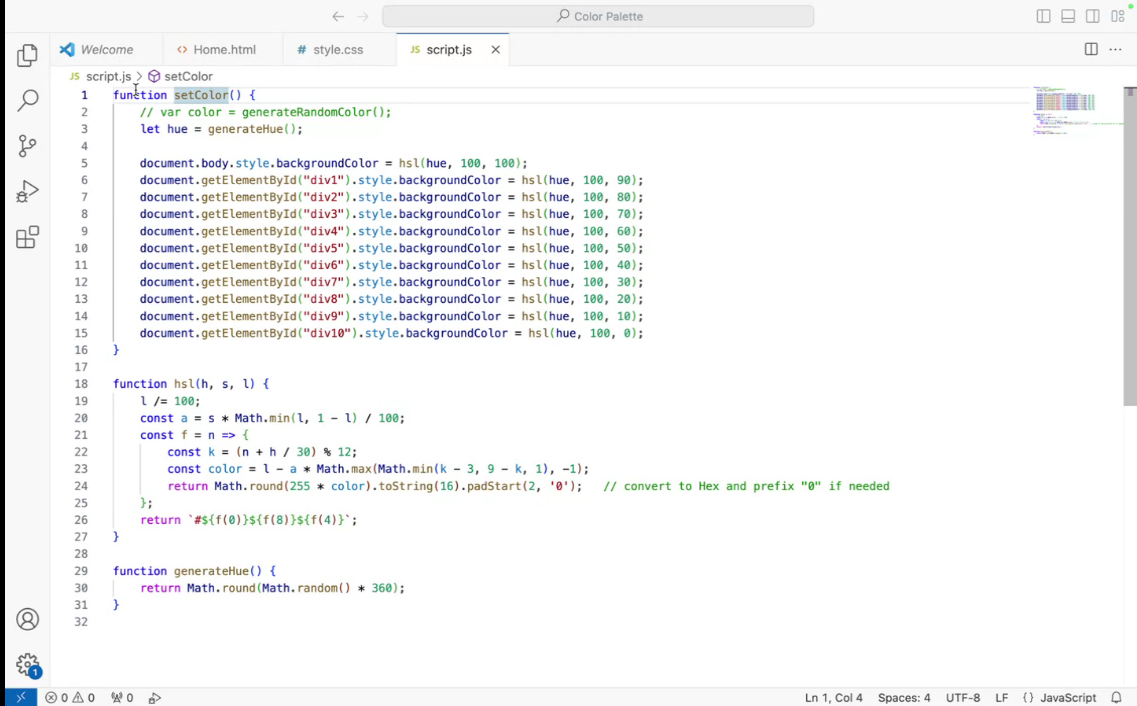 Color Palette
Welcome
<> Home.html
# style.css
JS script.js
JS script.js > setColor
1 function setColor() {
2 // var color = generateRandomColor();
3 let hue = generateHue();
4
5 document.body.style.backgroundColor = hsl(hue, 100, 100);
6 document.getElementById("div1").style.backgroundColor = hsl(hue, 100, 90);
7 document.getElementById("div2").style.backgroundColor = hsl(hue, 100, 80);
8 document.getElementById("div3").style.backgroundColor = hsl(hue, 100, 70);
9 document.getElementById("div4").style.backgroundColor = hsl(hue, 100, 60);
10 document.getElementById("div5").style.backgroundColor = hsl(hue, 100, 50);
11 document.getElementById("div6").style.backgroundColor = hsl(hue, 100, 40);
12 document.getElementById("div7").style.backgroundColor = hsl(hue, 100, 30);
13 document.getElementById("div8").style.backgroundColor = hsl(hue, 100, 20);
14 document.getElementById("div9").style.backgroundColor = hsl(hue, 100, 10);
15 document.getElementById("div10").style.backgroundColor = hsl(hue, 100, 0);
16 }
17
18 function hsl(h, s, l) {
19 l /= 100;
20 const a = s * Math.min(l, 1 - l) / 100;
21 const f = n => {
22 const k = (n + h / 30) % 12;
23 const color = l - a * Math.max(Math.min(k - 3, 9 - k, 1), -1);
24 return Math.round(255 * color).toString(16).padStart(2, '0'); // convert to Hex and prefix "0" if needed
25 };
26 return `#${f(0)}${f(8)}${f(4)}`;
27 }
28
29 function generateHue() {
30 return Math.round(Math.random() * 360);
31 }
32
1
0 0 0 Ln 1, Col 4 Spaces: 4 UTF-8 LF {} JavaScript